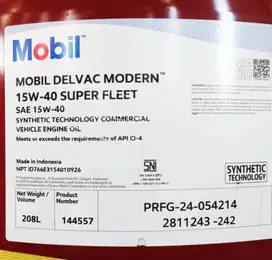 Mobil™
MOBIL DELVAC MODERN™
15W-40 SUPER FLEET
SAE 15W-40
SYNTHETIC TECHNOLOGY COMMERCIAL
VEHICLE ENGINE OIL
Meets or exceeds the requirements of API CI-4
Made in Indonesia
NPT ID766E3154010926
SNI
SYNTHETIC
TECHNOLOGY
Net Weight /
Volume
Product
Number
208L
144557
PRFG-24-054214
2811243 -242